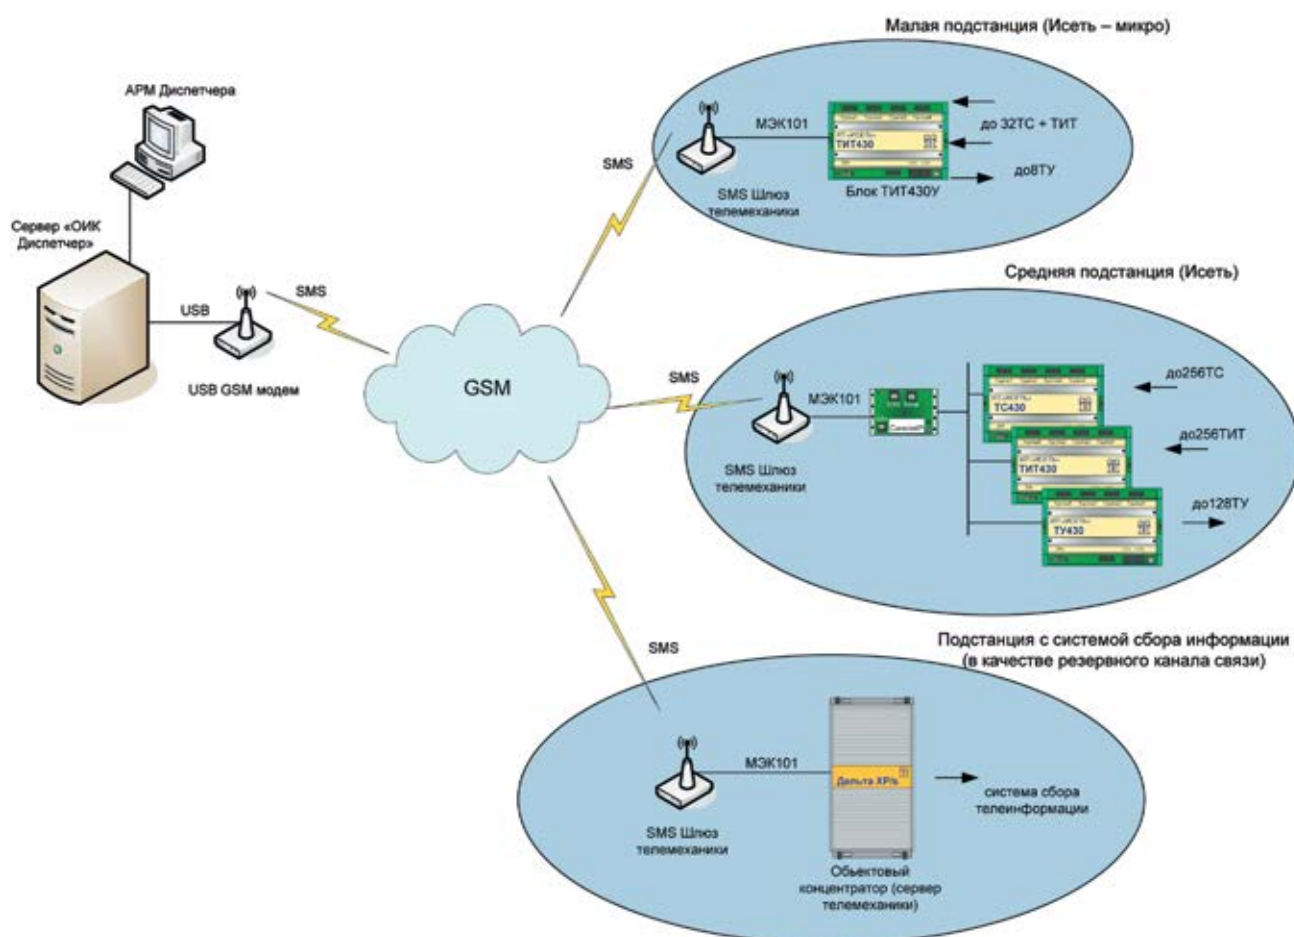 Малая подстанция (Исеть – микро)
АРМ Диспетчера
МЭК101
до 32ТС + ТИТ
ТИТ430
SMS
до8ТУ
SMS Шлюз
телемеханики
Блок ТИТ430У
Сервер «ОИК
Диспетчер»
Средняя подстанция (Исеть)
USB
SMS
USB GSM модем
GSM
SMS
МЭК101
до256ТС
ТС430
до256ТИТ
ТИТ430
SMS Шлюз
телемеханики
до128ТУ
ТУ430
Подстанция с системой сбора информации
(в качестве резервного канала связи)
SMS
МЭК101
Дельта XP/s
система сбора
телеинформации
SMS Шлюз
телемеханики
Обьектовый
концентратор (сервер
телемеханики)